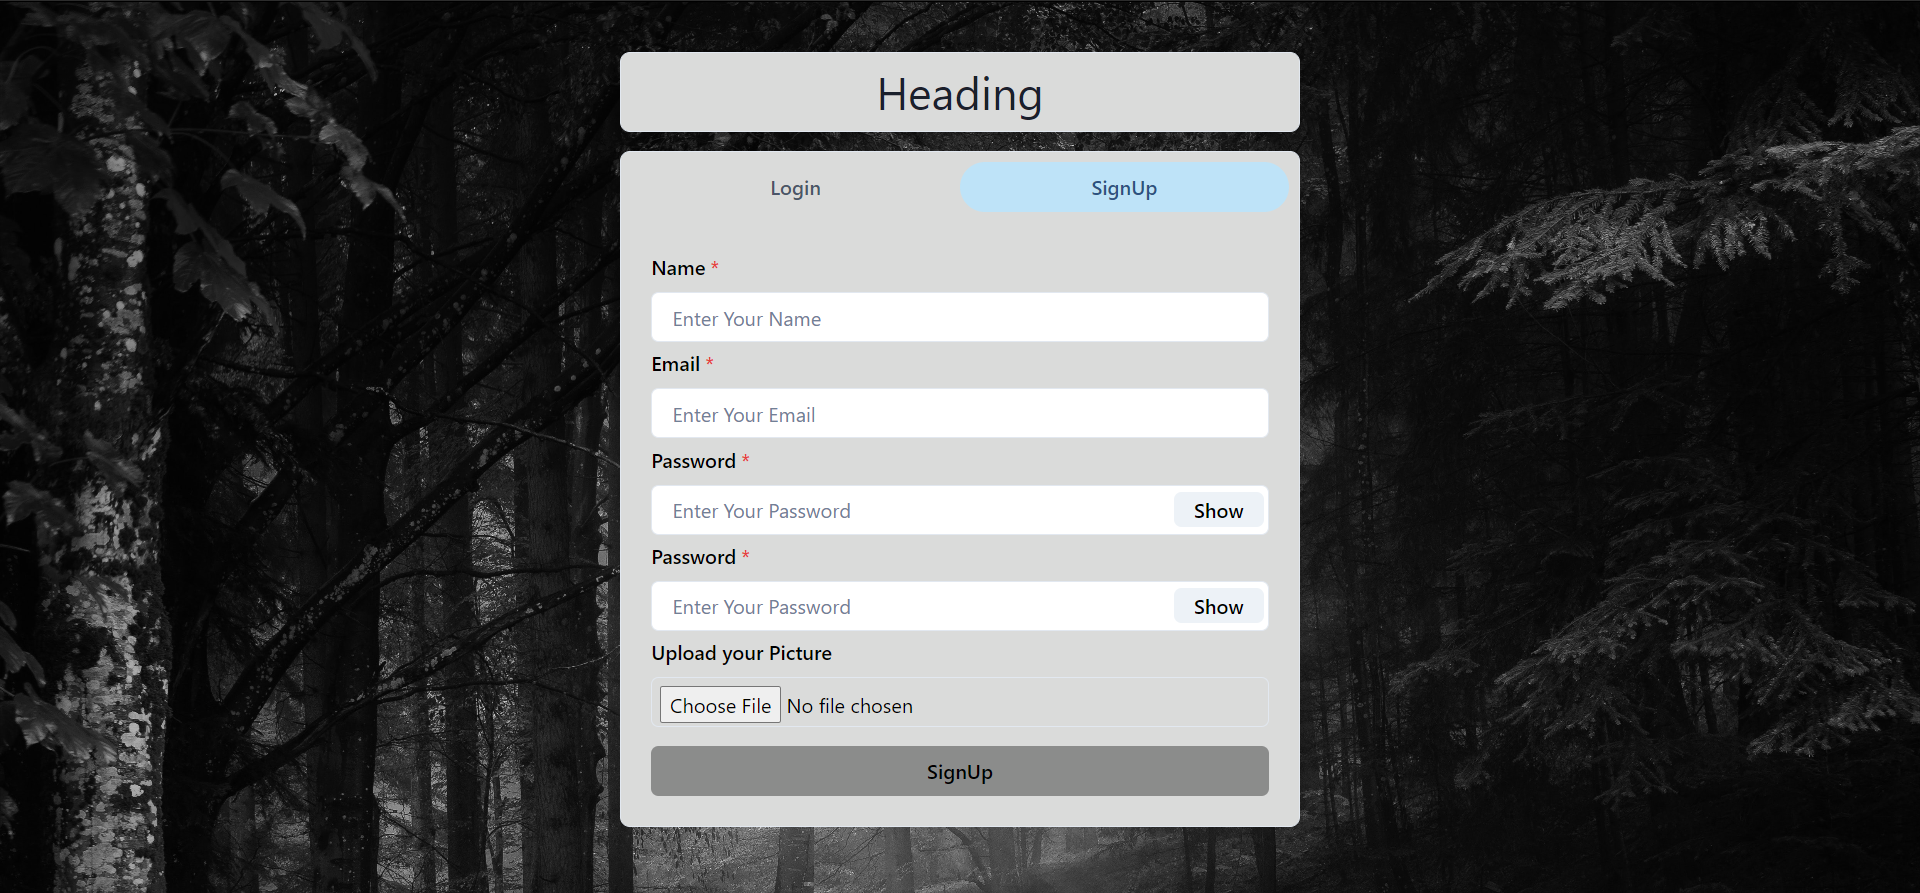 Heading
Login SignUp
Name *
Enter Your Name
Email *
Enter Your Email
Password *
Enter Your Password Show
Password *
Enter Your Password Show
Upload your Picture
Choose File No file chosen
SignUp